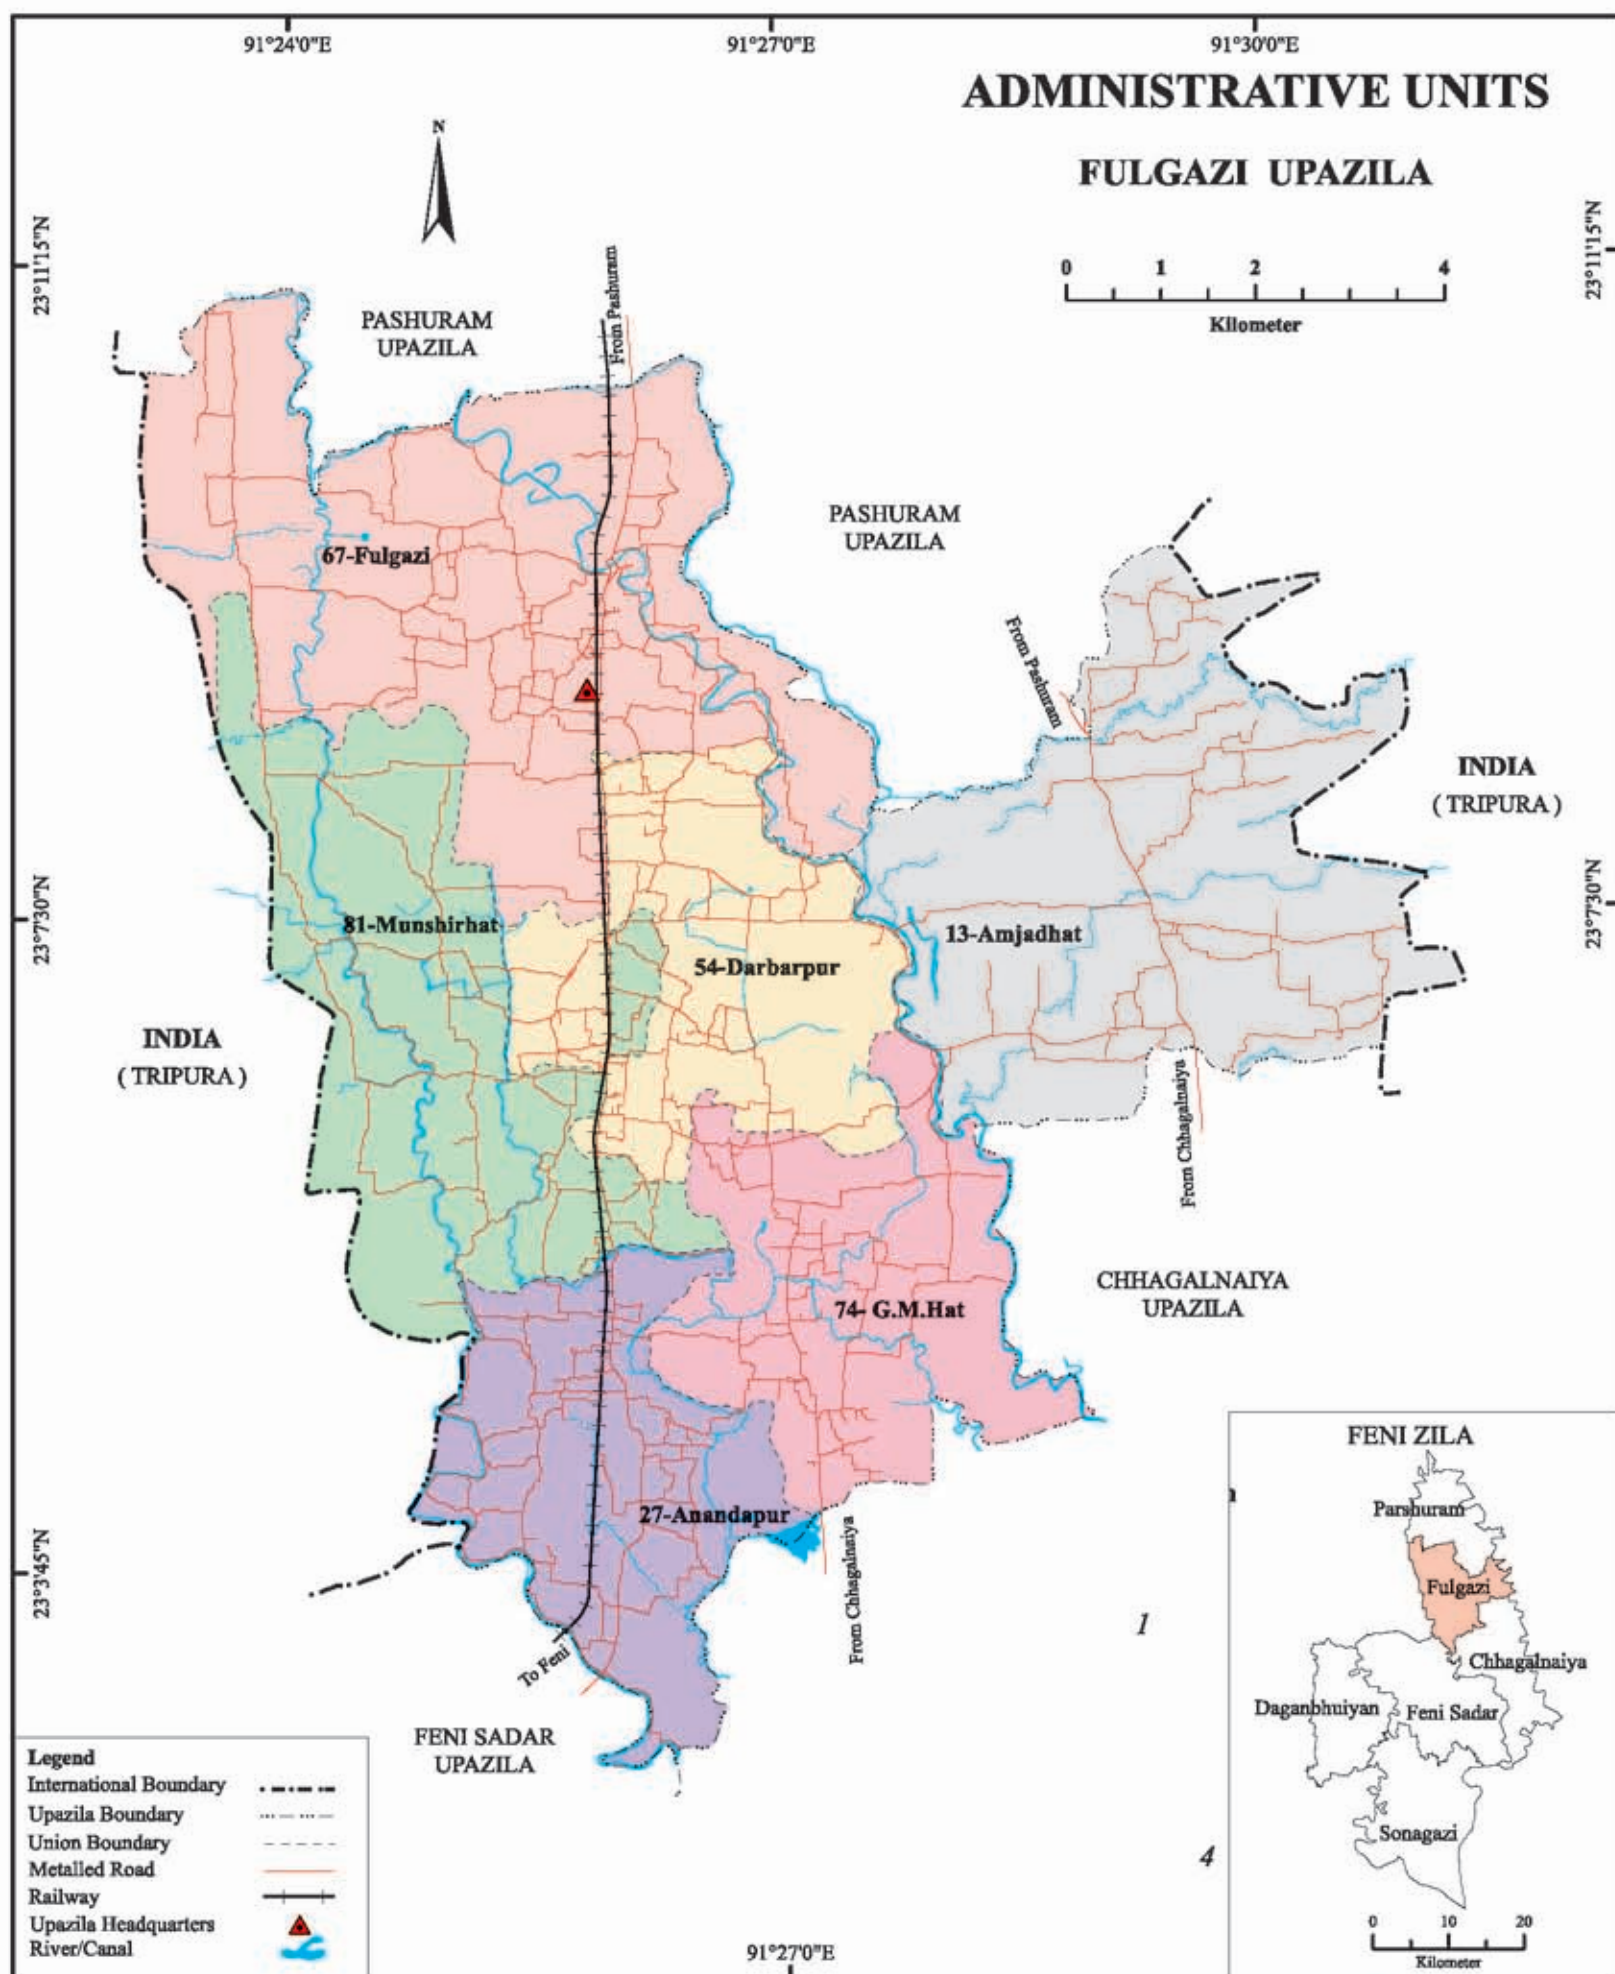 91°24'0"E
91°27'0"E
91°30'0"E
ADMINISTRATIVE UNITS
FULGAZI UPAZILA
N
23°11'15"N
23°11'15"N
0 1 2 4
Kilometer
From Pashuram
PASHURAM
UPAZILA
PASHURAM
UPAZILA
67-Fulgazi
From Pashuram
INDIA
( TRIPURA )
23°7'30"N
23°7'30"N
81-Munshirhat
13-Amjadhat
54-Darbarpur
INDIA
( TRIPURA )
From Chhagalnaiya
CHHAGALNAIYA
UPAZILA
74- G.M.Hat
27-Anandapur
23°3'45"N
From Chhagalnaiya
To Feni
1
4
FENI SADAR
UPAZILA
FENI ZILA
Parshuram
Fulgazi
Chhagalnaiya
Daganbhuiyan
Feni Sadar
Sonagazi
0 10 20
Kilometer
Legend
International Boundary
Upazila Boundary
Union Boundary
Metalled Road
Railway
Upazila Headquarters
River/Canal
91°27'0"E